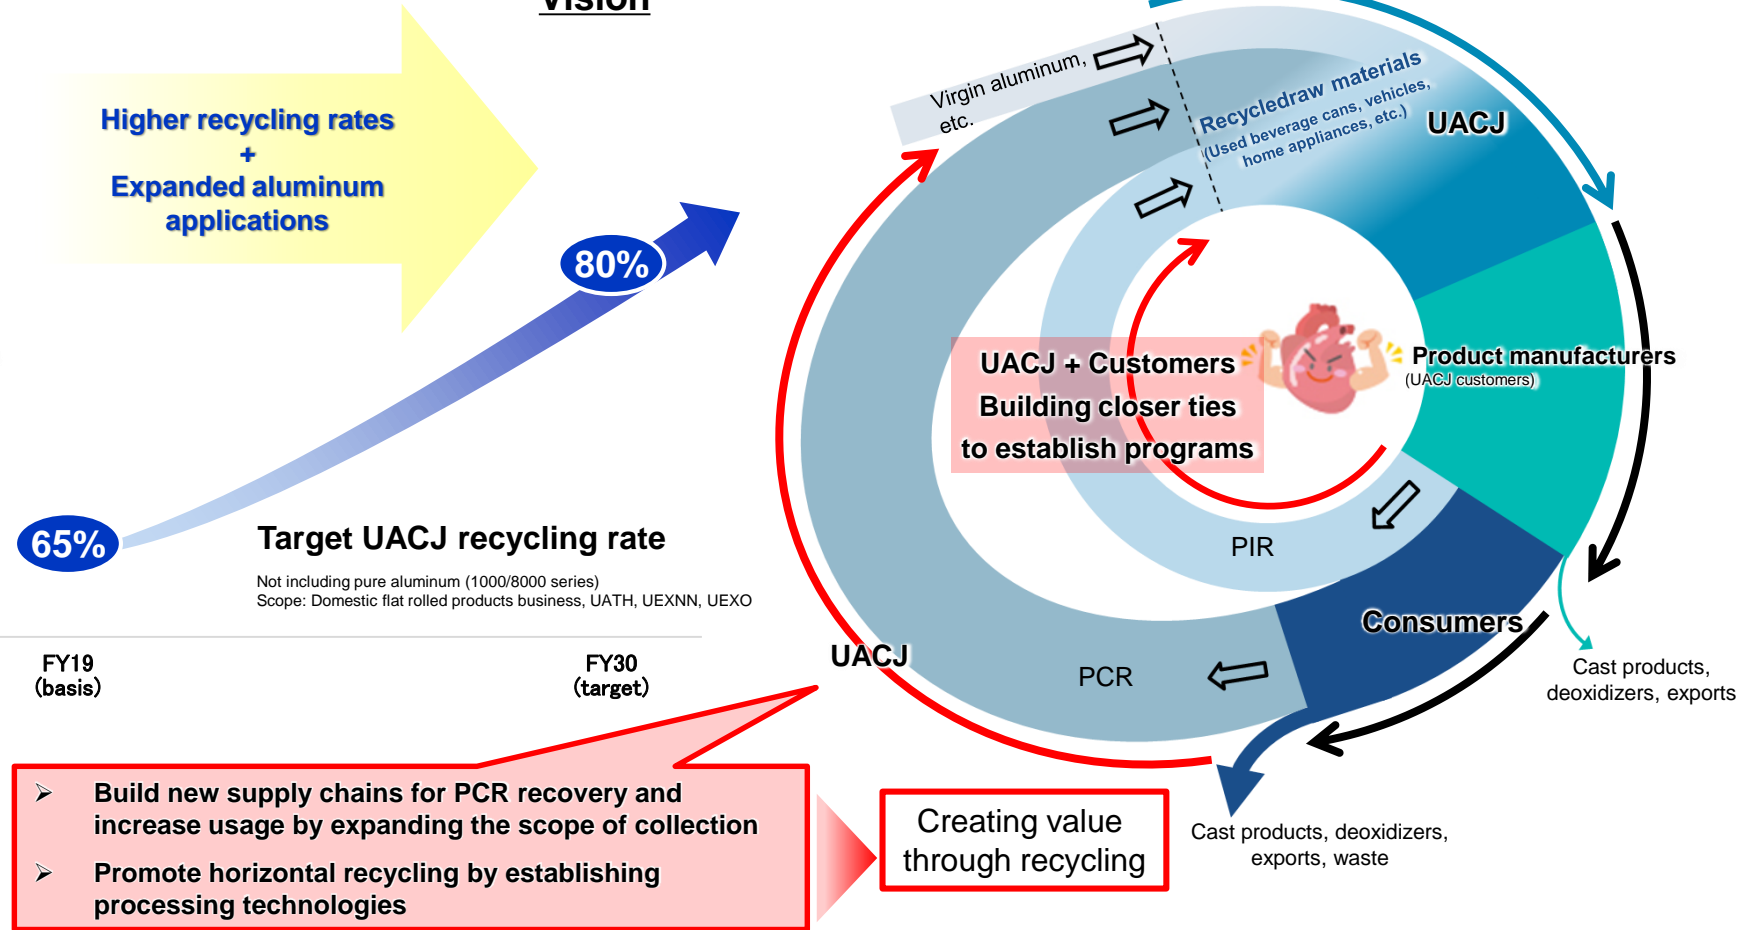 Vision
Higher recycling rates
+
Expanded aluminum
applications
80%
65%
Target UACJ recycling rate
Not including pure aluminum (1000/8000 series)
Scope: Domestic flat rolled products business, UATH, UEXNN, UEXO
FY19
(basis)
FY30
(target)
Virgin aluminum,
etc.
Recycledraw materials
(Used beverage cans, vehicles,
home appliances, etc.)
UACJ
UACJ + Customers
Building closer ties
to establish programs
Product manufacturers
(UACJ customers)
PIR
Consumers
UACJ
PCR
Cast products,
deoxidizers, exports
Cast products, deoxidizers,
exports, waste
➢ Build new supply chains for PCR recovery and
increase usage by expanding the scope of collection
➢ Promote horizontal recycling by establishing
processing technologies
Creating value
through recycling